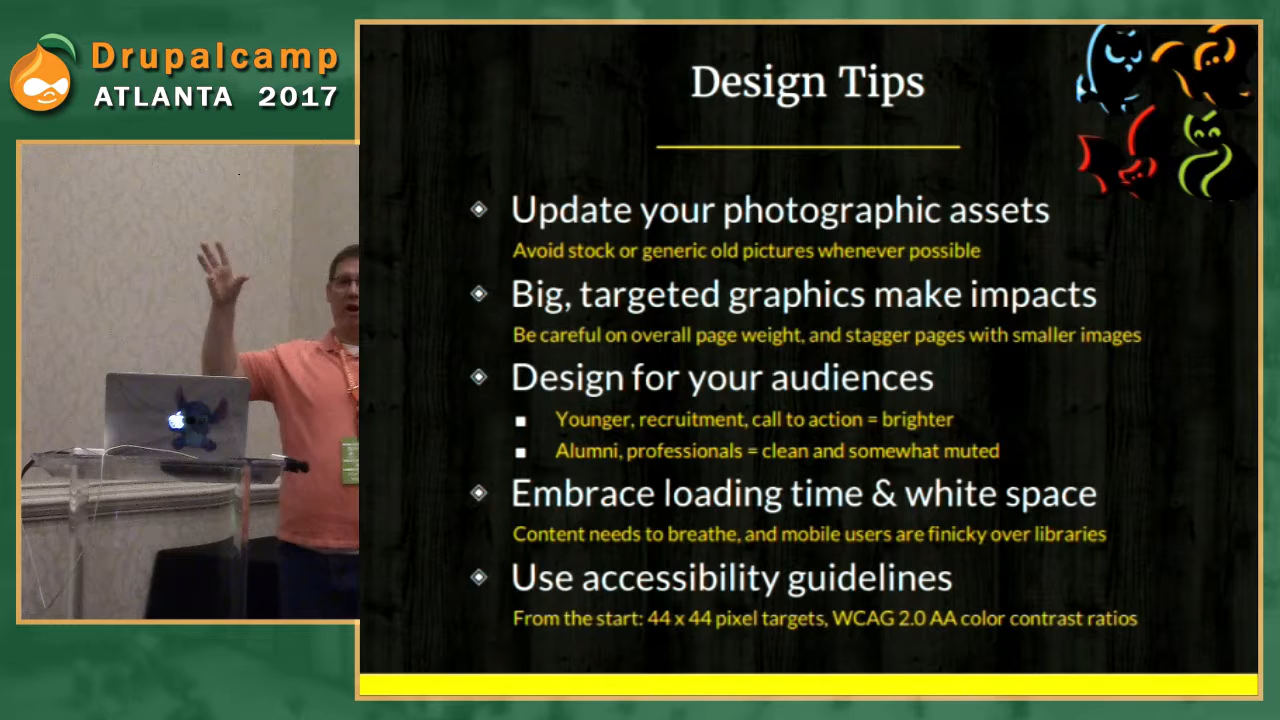 Drupalcamp
ATLANTA 2017
Design Tips
Update your photographic assets
Avoid stock or generic old pictures whenever possible
Big, targeted graphics make impacts
Be careful on overall page weight, and stagger pages with smaller images
Design for your audiences
Younger, recruitment, call to action = brighter
Alumni, professionals = clean and somewhat muted
Embrace loading time & white space
Content needs to breathe, and mobile users are finicky over libraries
Use accessibility guidelines
From the start: 44 x 44 pixel targets, WCAG 2.0 AA color contrast ratios